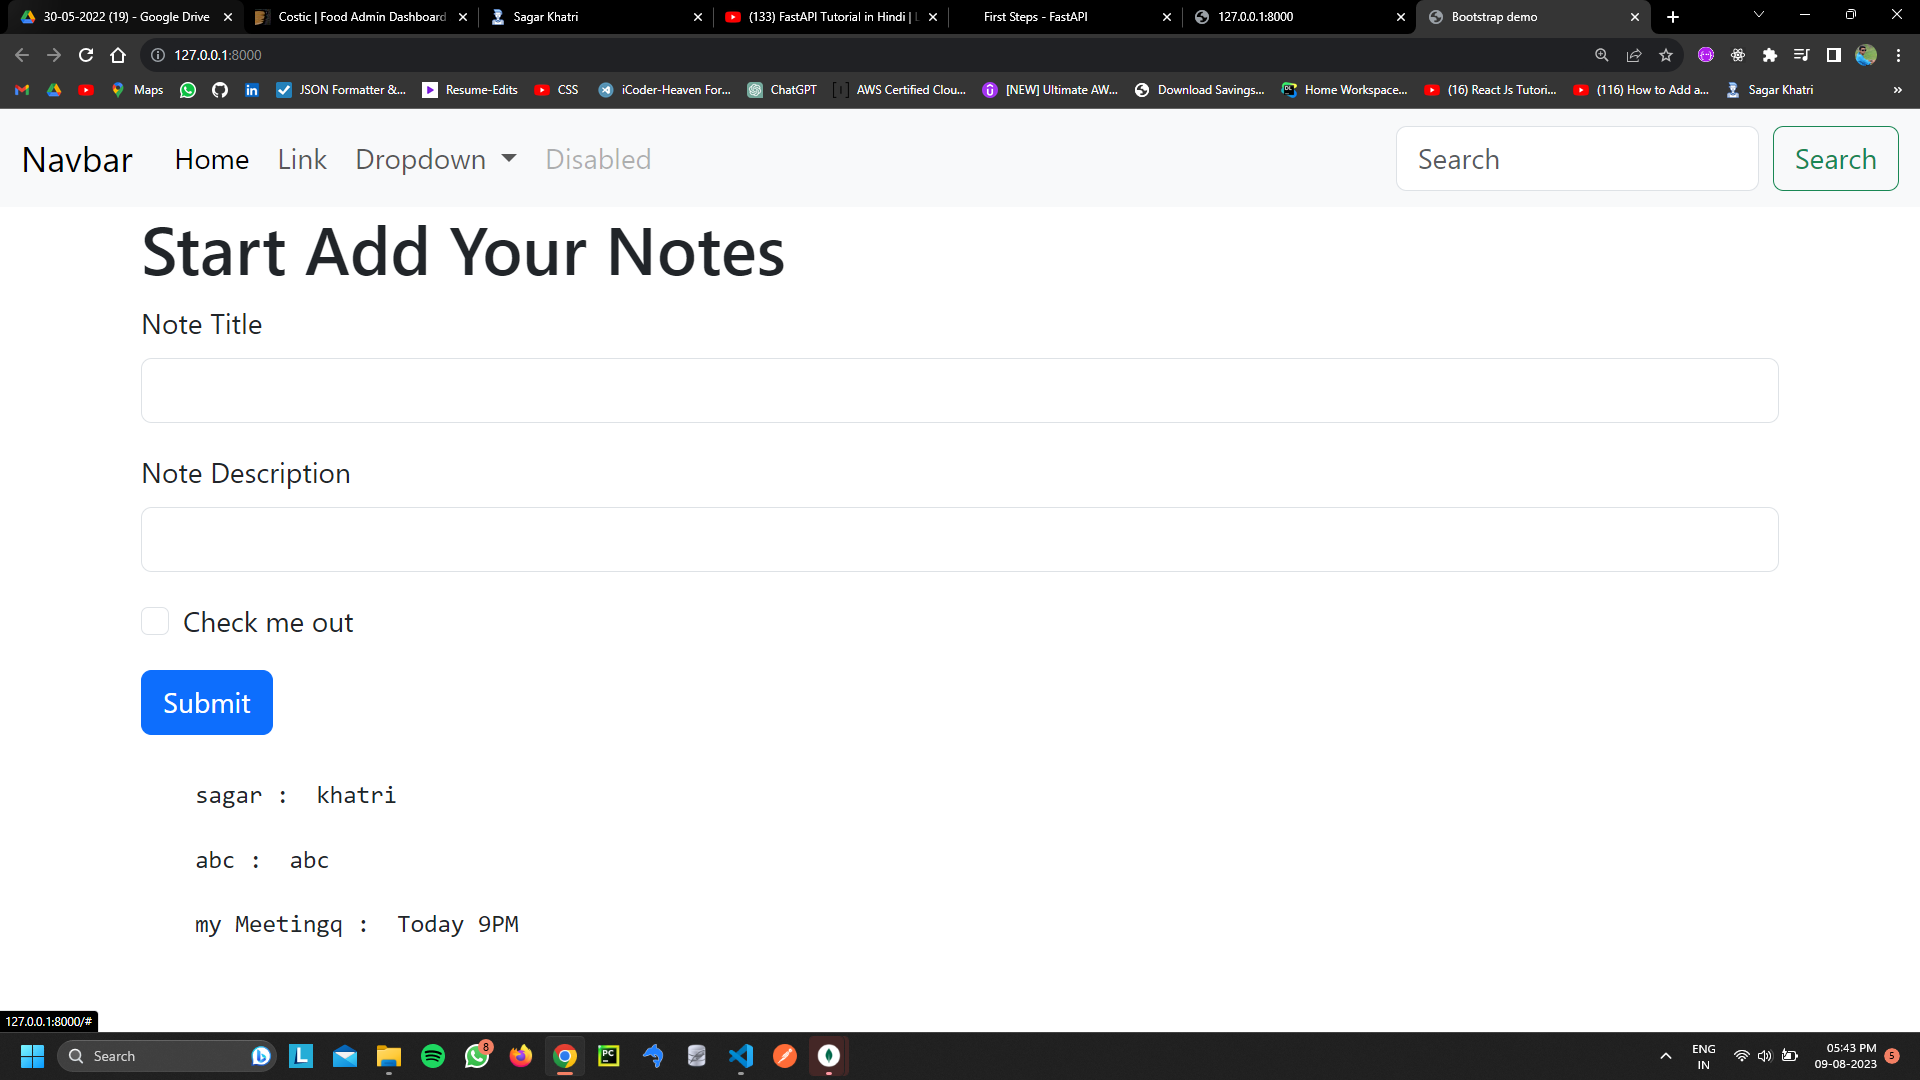 30-05-2022 (19) - Google Drive
Costic | Food Admin Dashboard
Sagar Khatri
(133) FastAPI Tutorial in Hindi |
First Steps - FastAPI
127.0.0.1:8000
Bootstrap demo
127.0.0.1:8000
Maps
JSON Formatter &...
Resume-Edits
CSS
iCoder-Heaven For...
ChatGPT
AWS Certified Clou...
[NEW] Ultimate AW...
Download Savings...
Home Workspace...
(16) React Js Tutori...
(116) How to Add a...
Sagar Khatri
Navbar Home Link Dropdown Disabled
Search
Search
Start Add Your Notes
Note Title
Note Description
Check me out
Submit
sagar : khatri
abc : abc
my Meetingq : Today 9PM
127.0.0.1:8000/#
Search
8
PC
ENG
IN
05:43 PM
09-08-2023
5